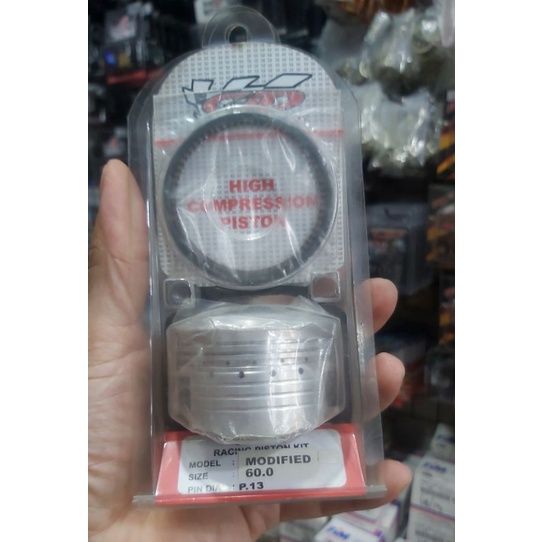 HIGH
COMPRESSION
PISTON
RACING PISTON KIT
MODEL : MODIFIED
SIZE : 60.0
PIN DIA : P.13